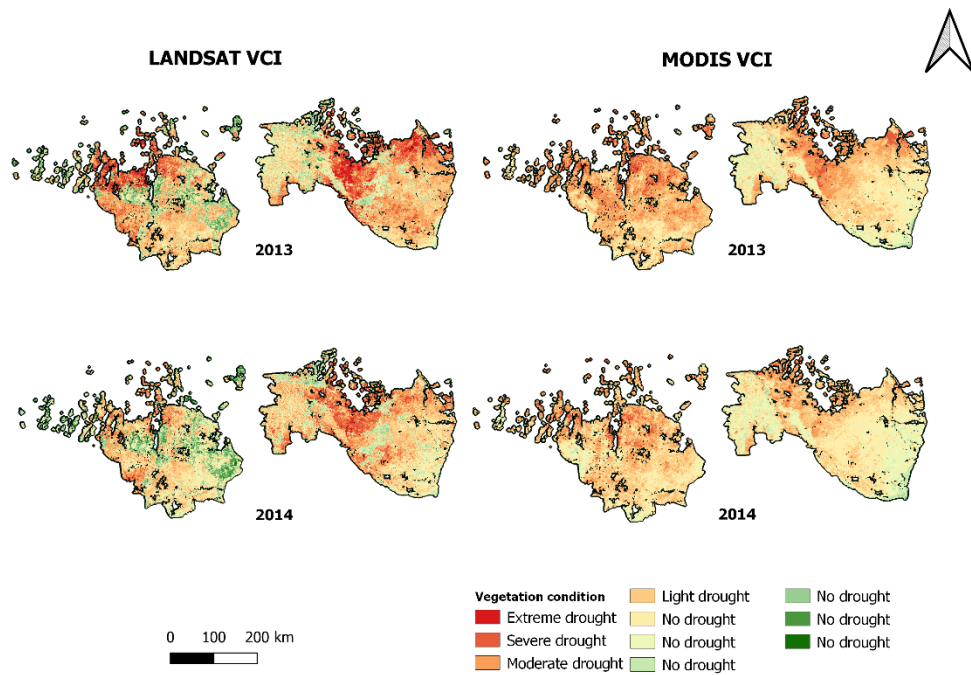 LANDSAT VCI
MODIS VCI
2013
2013
2014
2014
Vegetation condition
Extreme drought
Severe drought
Moderate drought
Light drought
No drought
No drought
No drought
No drought
No drought
No drought
0 100 200 km